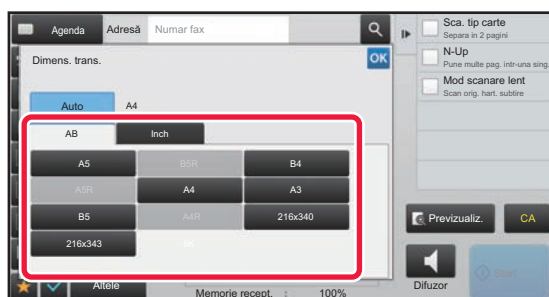 Agenda
Adresă
Numar fax
Dimens. trans.
OK
Auto
A4
AB
Inch
A5
B5R
B4
A5R
A4
A3
B5
A4R
216x340
216x343
8K
Altele
Memorie recept. : 100%
Sca. tip carte
Separa in 2 pagini
N-Up
Pune multe pag. intr-una sing.
Mod scanare lent
Scan orig. hart. subtire
Previzualiz.
CA
Difuzor
Start